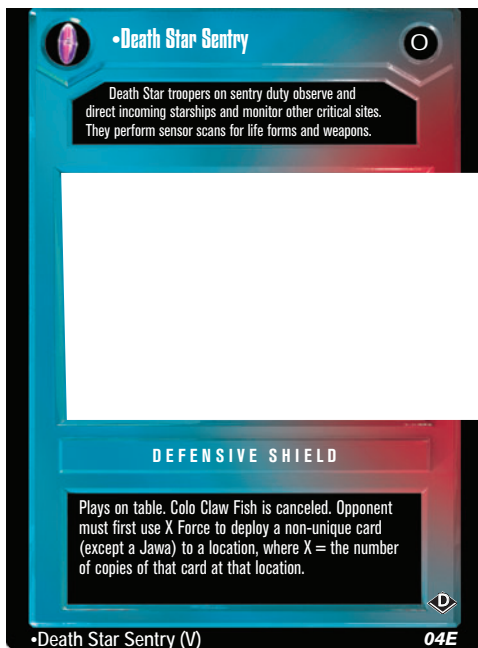 •Death Star Sentry
O
Death Star troopers on sentry duty observe and
direct incoming starships and monitor other critical sites.
They perform sensor scans for life forms and weapons.
DEFENSIVE SHIELD
Plays on table. Colo Claw Fish is canceled. Opponent
must first use X Force to deploy a non-unique card
(except a Jawa) to a location, where X = the number
of copies of that card at that location.
D
•Death Star Sentry (V)
04E